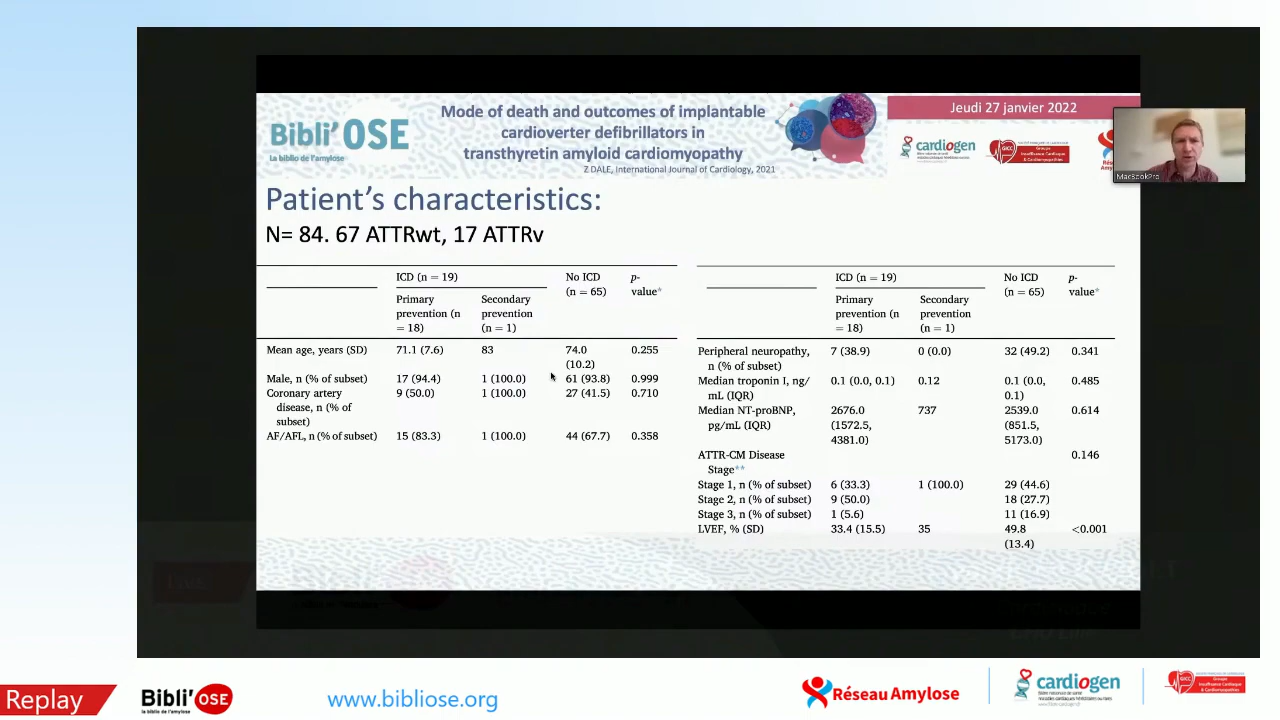 Bibli'OSE
La biblio de l'amylose
Mode of death and outcomes of implantable
cardioverter defibrillators in
transthyretin amyloid cardiomyopathy
Z DALE, International Journal of Cardiology, 2021
Jeudi 27 janvier 2022
cardiogen
GICC
MacBookPro
Patient's characteristics:
N= 84. 67 ATTRwt, 17 ATTRv
ICD (n = 19) No ICD p-
(n = 65) value*
Primary Secondary
prevention (n prevention
= 18) (n = 1)
Mean age, years (SD) 71.1 (7.6) 83 74.0 0.255
(10.2)
Male, n (% of subset) 17 (94.4) 1 (100.0) 61 (93.8) 0.999
Coronary artery 9 (50.0) 1 (100.0) 27 (41.5) 0.710
disease, n (% of
subset)
AF/AFL, n (% of subset) 15 (83.3) 1 (100.0) 44 (67.7) 0.358
ICD (n = 19) No ICD p-
(n = 65) value*
Primary Secondary
prevention (n prevention
= 18) (n = 1)
Peripheral neuropathy, 7 (38.9) 0 (0.0) 32 (49.2) 0.341
n (% of subset)
Median troponin I, ng/ 0.1 (0.0, 0.1) 0.12 0.1 (0.0, 0.485
mL (IQR) 0.1)
Median NT-proBNP, 2676.0 737 2539.0 0.614
pg/mL (IQR) (1572.5, (851.5,
4381.0) 5173.0)
ATTR-CM Disease 0.146
Stage**
Stage 1, n (% of subset) 6 (33.3) 1 (100.0) 29 (44.6)
Stage 2, n (% of subset) 9 (50.0) 18 (27.7)
Stage 3, n (% of subset) 1 (5.6) 11 (16.9)
LVEF, % (SD) 33.4 (15.5) 35 49.8 <0.001
(13.4)
Replay
Bibli'OSE
la biblio de l'amylose
www.bibliose.org
Réseau Amylose
cardiogen
GICC